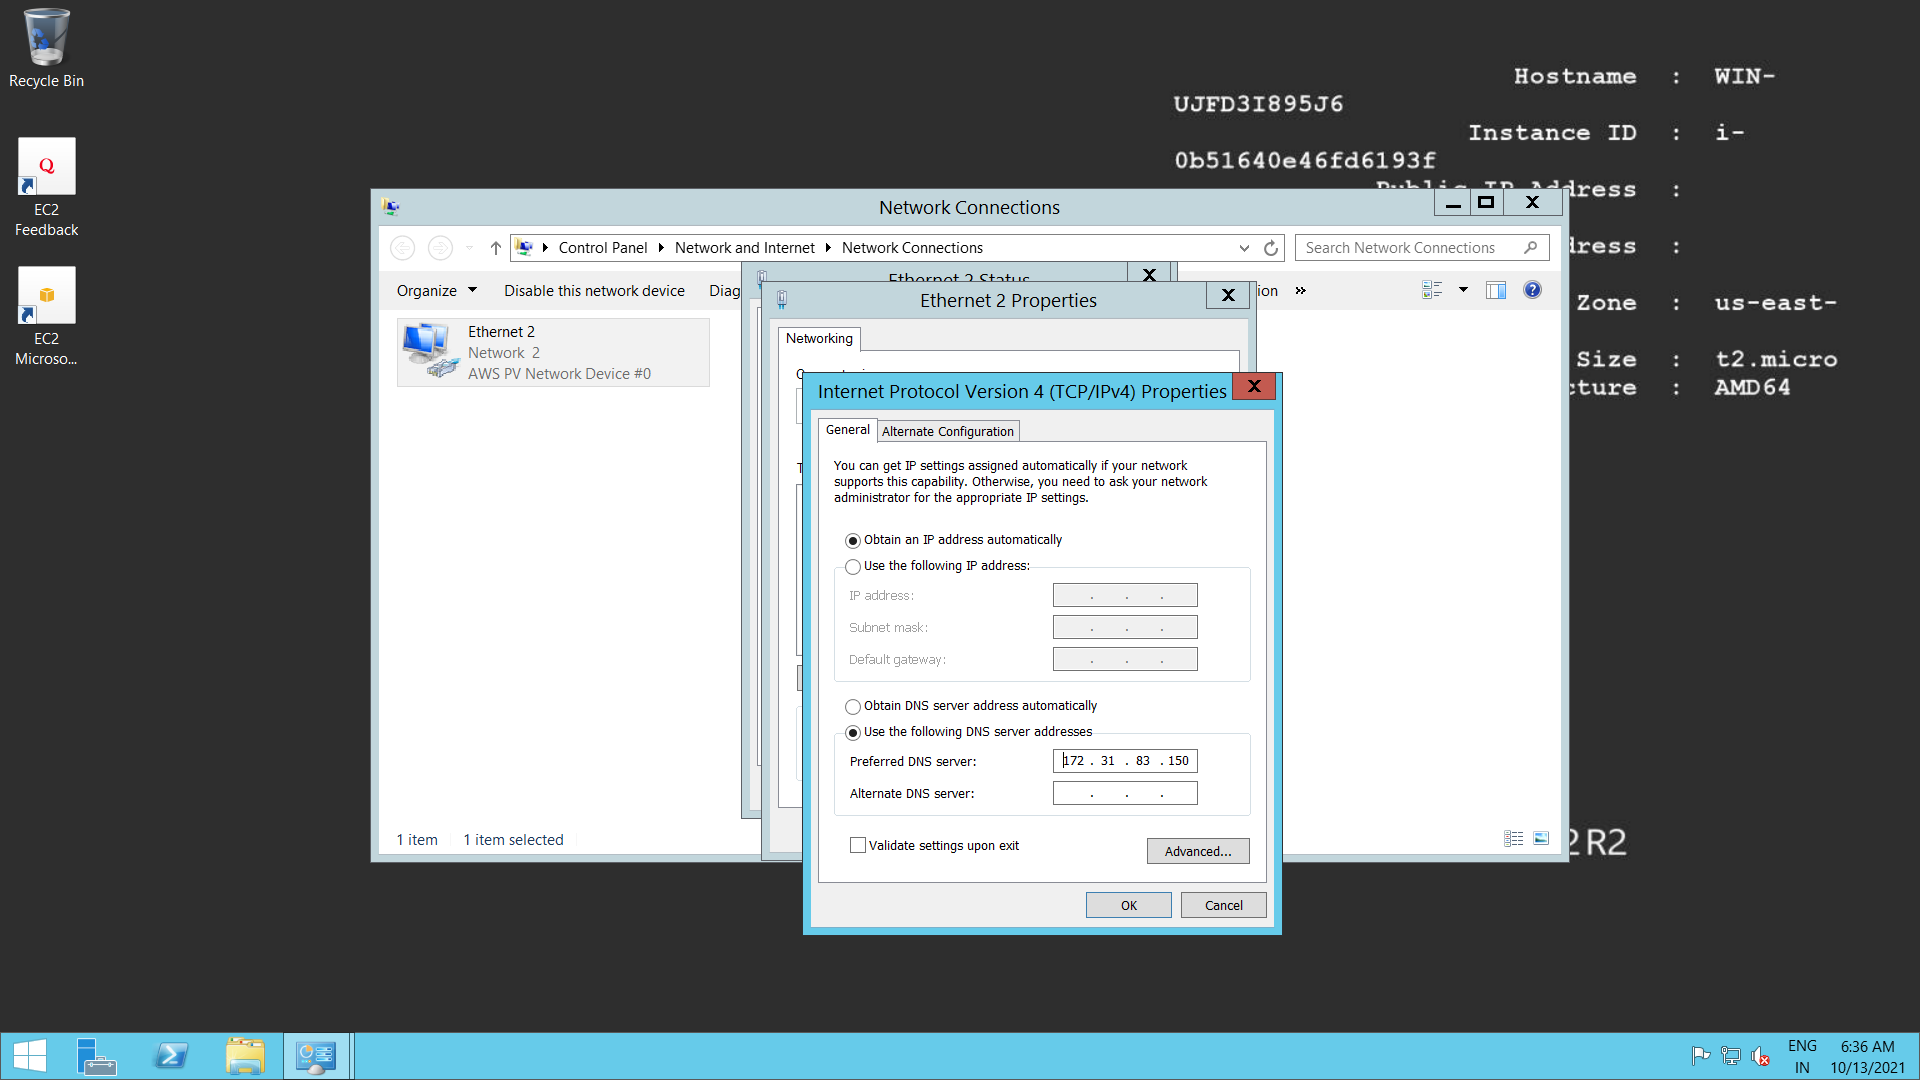 Recycle Bin
EC2
Feedback
EC2
Microso...
Hostname : WIN-
UJFD3I895J6
Instance ID : i-
0b51640e46fd6193f
Public IP Address :
dress :
Zone : us-east-
Size : t2.micro
cture : AMD64
2 R2
Network Connections
Control Panel Network and Internet Network Connections
Search Network Connections
Organize Disable this network device Diag
ion »
Ethernet 2
Network 2
AWS PV Network Device #0
1 item 1 item selected
Ethernet 2 Status
Ethernet 2 Properties
Networking
Internet Protocol Version 4 (TCP/IPv4) Properties
General Alternate Configuration
You can get IP settings assigned automatically if your network
supports this capability. Otherwise, you need to ask your network
administrator for the appropriate IP settings.
Obtain an IP address automatically
Use the following IP address:
IP address: . . .
Subnet mask: . . .
Default gateway: . . .
Obtain DNS server address automatically
Use the following DNS server addresses
Preferred DNS server: 172 . 31 . 83 . 150
Alternate DNS server: . . .
Validate settings upon exit
Advanced...
OK Cancel
ENG
IN
6:36 AM
10/13/2021